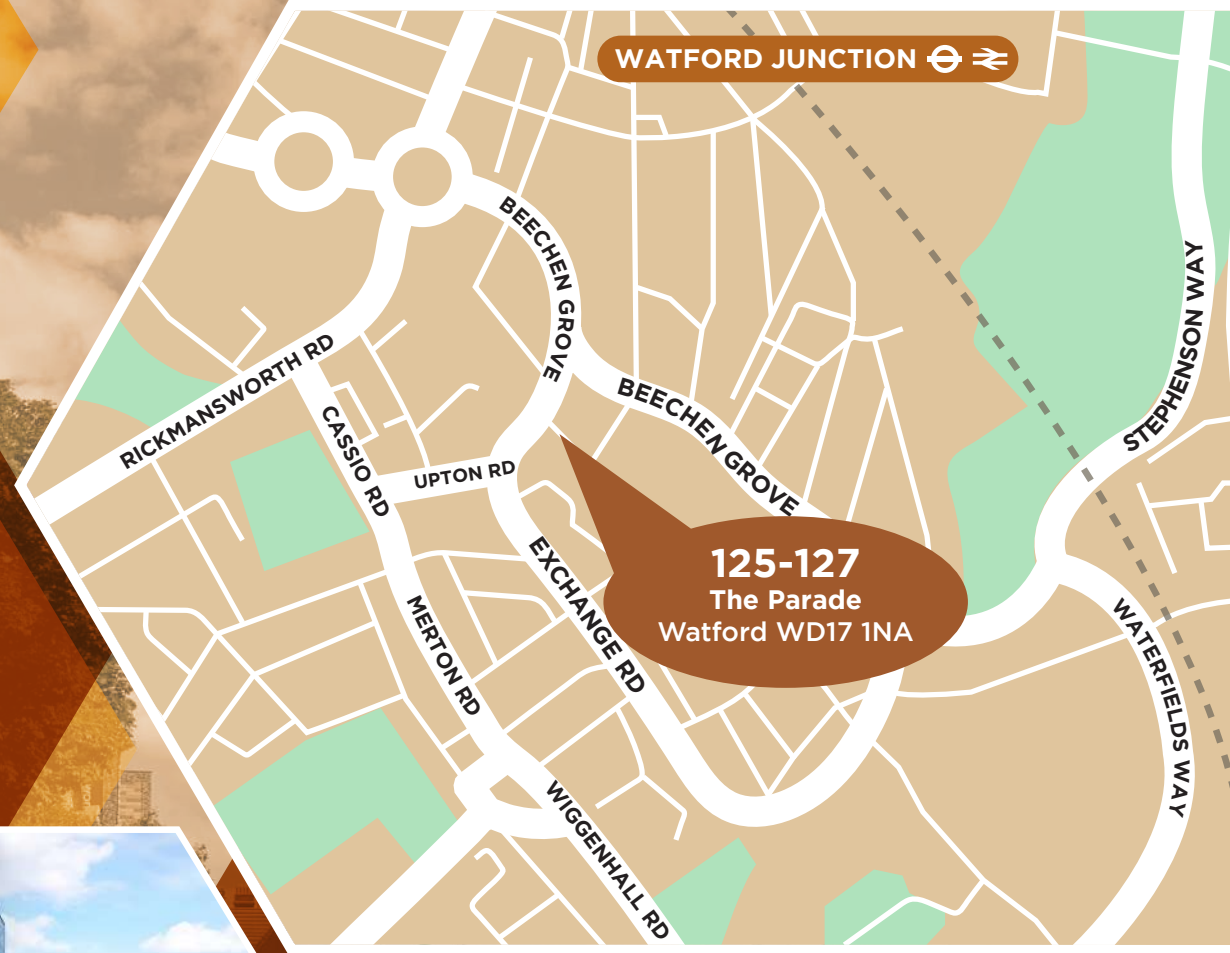 WATFORD JUNCTION
BEECHEN GROVE
STEPHENSON WAY
RICKMANSWORTH RD
CASSIO RD
BEECHEN GROVE
UPTON RD
EXCHANGE RD
125-127
The Parade
Watford WD17 1NA
MERTON RD
WATERFIELDS WAY
WIGGENHALL RD